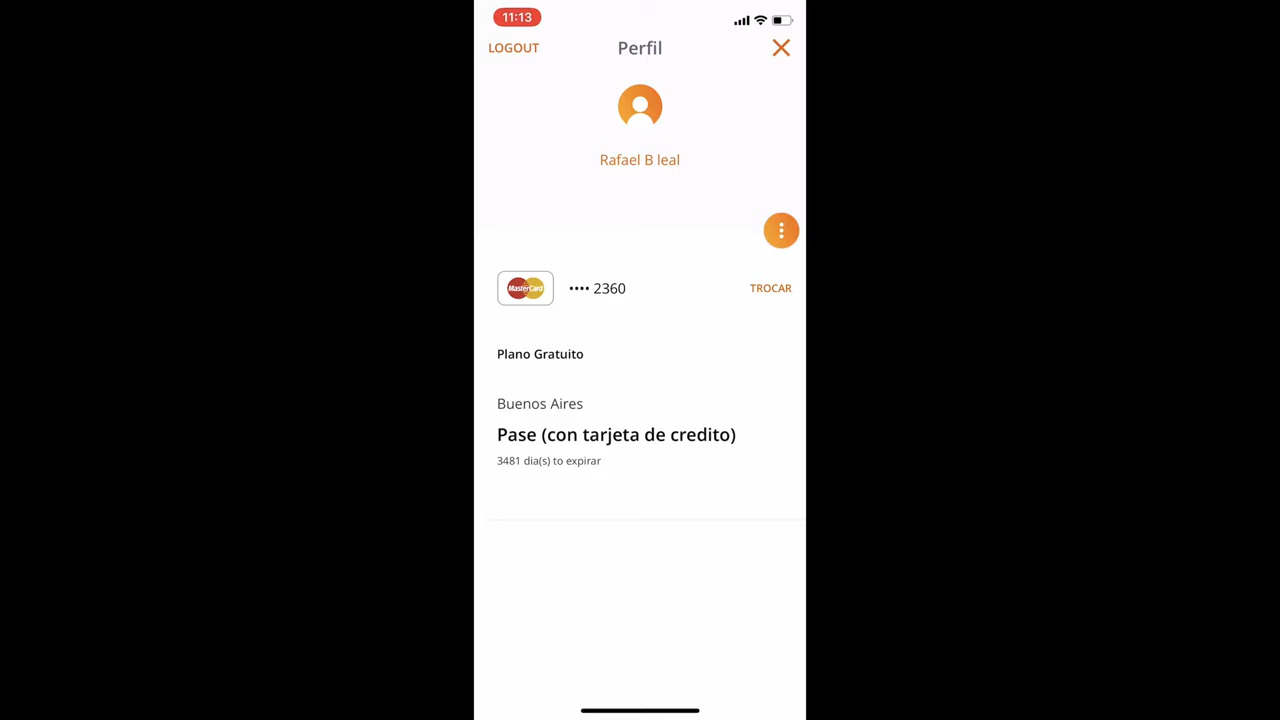 11:13
LOGOUT Perfil
Rafael B leal
MasterCard •••• 2360 TROCAR
Plano Gratuito
Buenos Aires
Pase (con tarjeta de credito)
3481 dia(s) to expirar